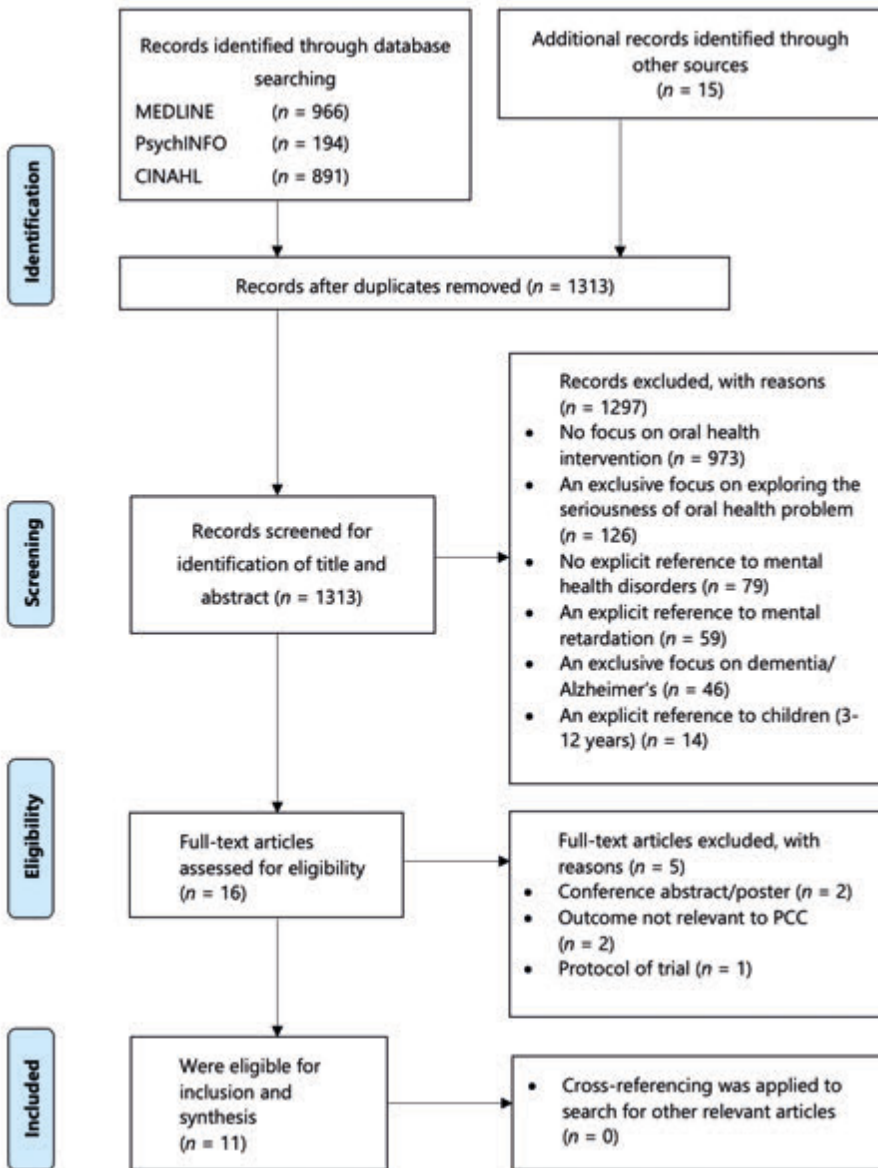 Records identified through database
searching
MEDLINE (n = 966)
PsychINFO (n = 194)
CINAHL (n = 891)
Additional records identified through
other sources
(n = 15)
Identification
Records after duplicates removed (n = 1313)
Screening
Records screened for
identification of title and
abstract (n = 1313)
Records excluded, with reasons
(n = 1297)
• No focus on oral health
intervention (n = 973)
• An exclusive focus on exploring the
seriousness of oral health problem
(n = 126)
• No explicit reference to mental
health disorders (n = 79)
• An explicit reference to mental
retardation (n = 59)
• An exclusive focus on dementia/
Alzheimer's (n = 46)
• An explicit reference to children (3-
12 years) (n = 14)
Eligibility
Full-text articles
assessed for eligibility
(n = 16)
Full-text articles excluded, with
reasons (n = 5)
• Conference abstract/poster (n = 2)
• Outcome not relevant to PCC
(n = 2)
• Protocol of trial (n = 1)
Included
Were eligible for
inclusion and
synthesis
(n = 11)
• Cross-referencing was applied to
search for other relevant articles
(n = 0)